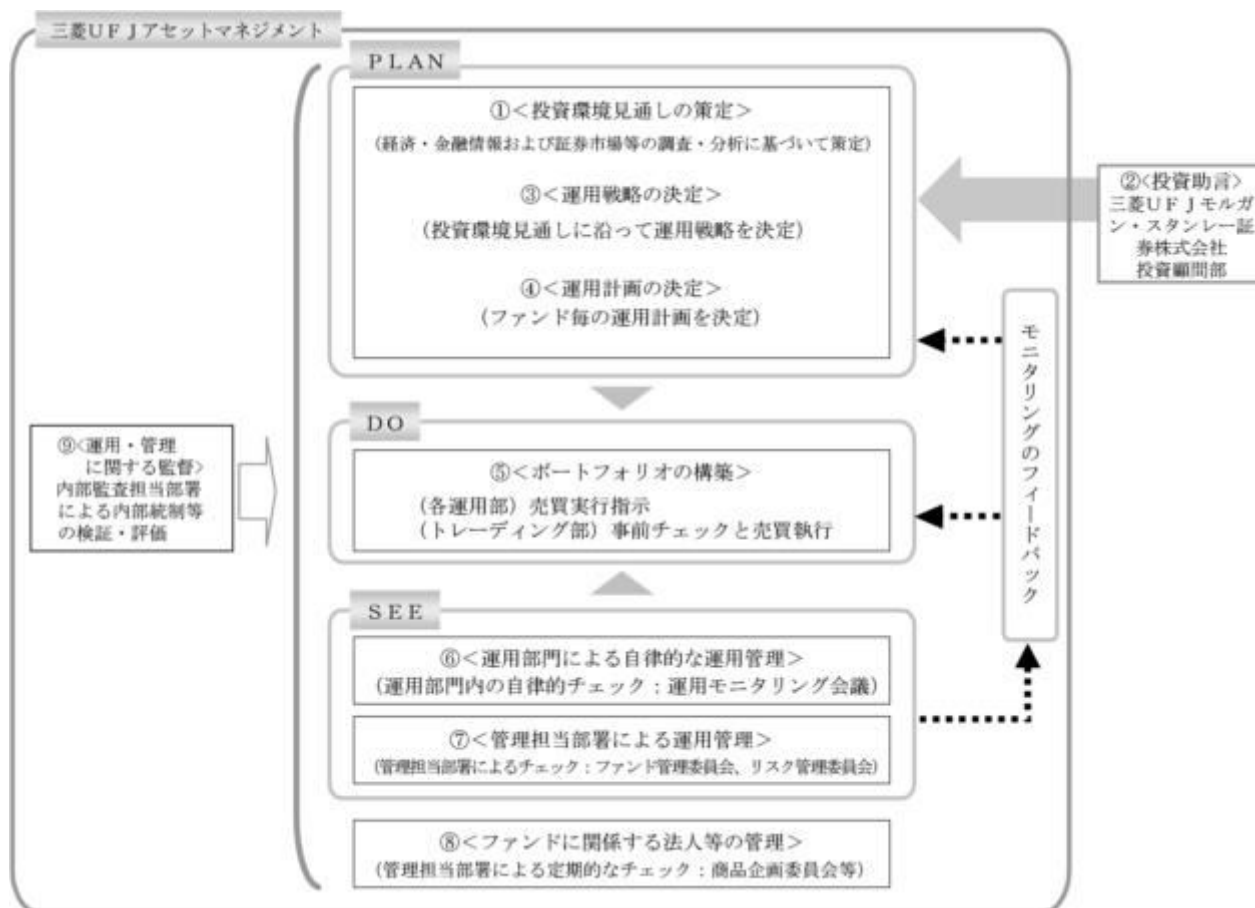 三菱UFJアセットマネジメント
PLAN
①<投資環境見通しの策定>
(経済・金融情報および証券市場等の調査・分析に基づいて策定)
③<運用戦略の決定>
(投資環境見通しに沿って運用戦略を決定)
④<運用計画の決定>
(ファンド毎の運用計画を決定)
②<投資助言>
三菱UFJモルガ
ン・スタンレー証
券株式会社
投資顧問部
モニタリングのフィードバック
DO
⑤<ポートフォリオの構築>
(各運用部)売買実行指示
(トレーディング部)事前チェックと売買執行
⑨<運用・管理
に関する監督>
内部監査担当部署
による内部統制等
の検証・評価
SEE
⑥<運用部門による自律的な運用管理>
(運用部門内の自律的チェック:運用モニタリング会議)
⑦<管理担当部署による運用管理>
(管理担当部署によるチェック:ファンド管理委員会、リスク管理委員会)
⑧<ファンドに関係する法人等の管理>
(管理担当部署による定期的なチェック:商品企画委員会等)